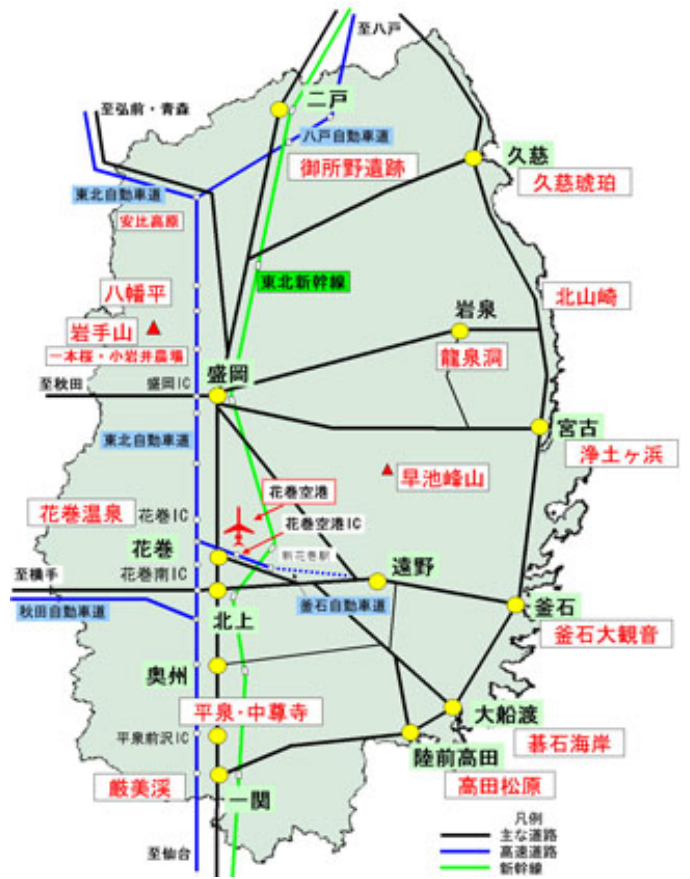 至八戸
二戸
至弘前・青森
八戸自動車道
久慈
御所野遺跡
久慈琥珀
東北自動車道
安比高原
東北新幹線
八幡平
北山崎
岩泉
岩手山
龍泉洞
一本桜・小岩井農場
盛岡
至秋田
盛岡IC
宮古
東北自動車道
浄土ヶ浜
早池峰山
花巻空港
花巻温泉
花巻IC
花巻空港IC
花巻
新花巻駅
遠野
至横手
花巻南IC
秋田自動車道
釜石自動車道
釜石
北上
釜石大観音
奥州
平泉・中尊寺
大船渡
平泉前沢IC
碁石海岸
陸前高田
厳美渓
高田松原
一関
凡例
主な道路
至仙台
高速道路
新幹線